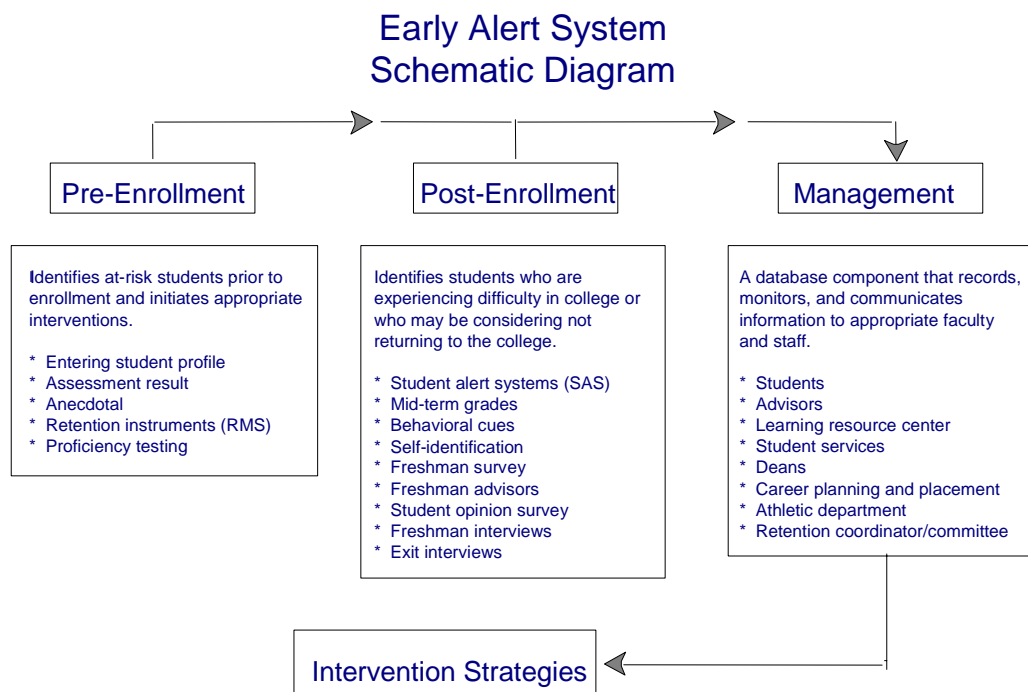 Early Alert System
Schematic Diagram
Pre-Enrollment
Post-Enrollment
Management
Identifies at-risk students prior to
enrollment and initiates appropriate
interventions.
* Entering student profile
* Assessment result
* Anecdotal
* Retention instruments (RMS)
* Proficiency testing
Identifies students who are
experiencing difficulty in college or
who may be considering not
returning to the college.
* Student alert systems (SAS)
* Mid-term grades
* Behavioral cues
* Self-identification
* Freshman survey
* Freshman advisors
* Student opinion survey
* Freshman interviews
* Exit interviews
A database component that records,
monitors, and communicates
information to appropriate faculty
and staff.
* Students
* Advisors
* Learning resource center
* Student services
* Deans
* Career planning and placement
* Athletic department
* Retention coordinator/committee
Intervention Strategies